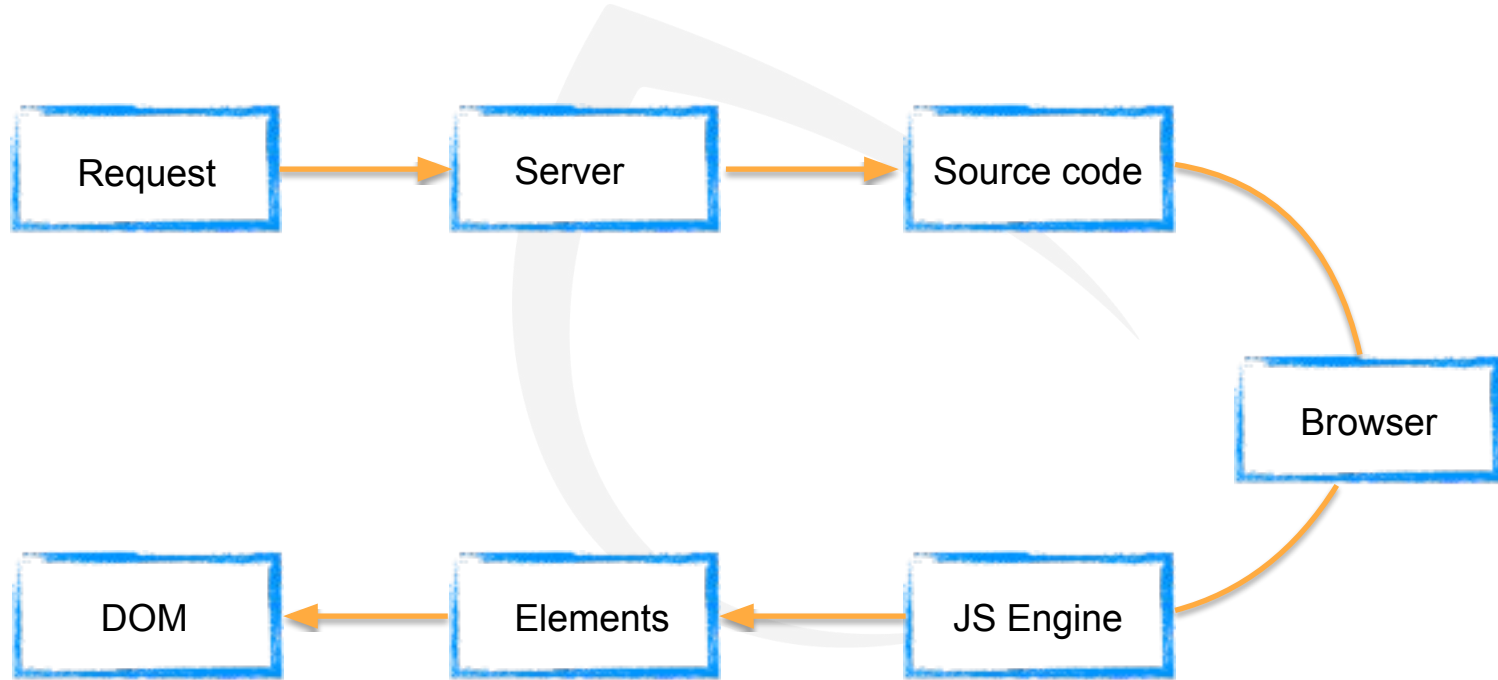 Request
Server
Source code
Browser
JS Engine
Elements
DOM